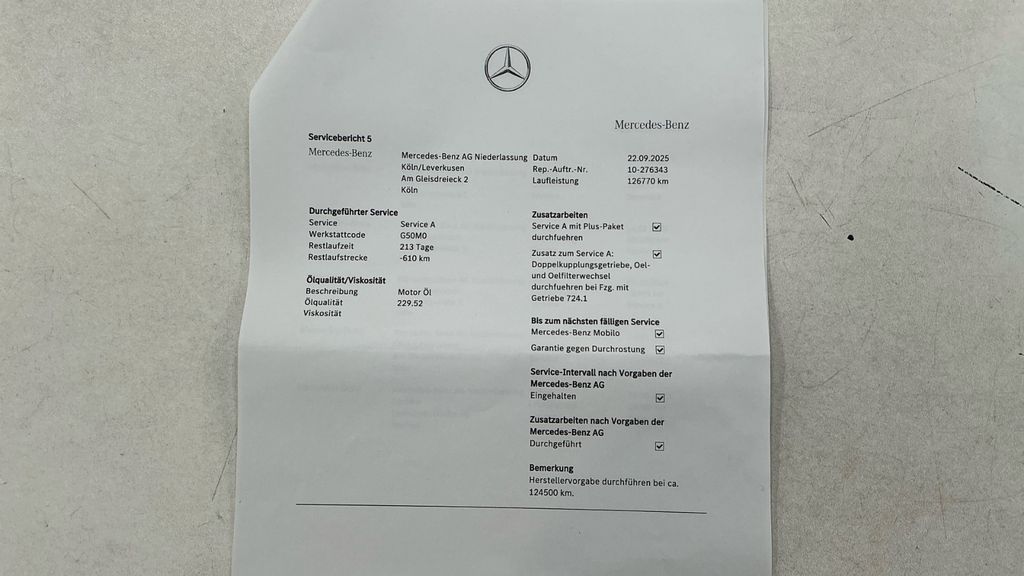 Mercedes-Benz
Servicebericht 5
Mercedes-Benz
Mercedes-Benz AG Niederlassung
Köln/Leverkusen
Am Gleisdreieck 2
Köln
Datum 22.09.2025
Rep.-Auftr.-Nr. 10-276343
Laufleistung 126770 km
Durchgeführter Service
Service Service A
Werkstattcode G50M0
Restlaufzeit 213 Tage
Restlaufstrecke -610 km
Ölqualität/Viskosität
Beschreibung Motor Öl
Ölqualität 229.52
Viskosität
Zusatzarbeiten
Service A mit Plus-Paket
durchfuehren
Zusatz zum Service A:
Doppelkupplungsgetriebe, Oel-
und Oelfilterwechsel
durchfuehren bei Fzg. mit
Getriebe 724.1
Bis zum nächsten fälligen Service
Mercedes-Benz Mobilo
Garantie gegen Durchrostung
Service-Intervall nach Vorgaben der
Mercedes-Benz AG
Eingehalten
Zusatzarbeiten nach Vorgaben der
Mercedes-Benz AG
Durchgeführt
Bemerkung
Herstellervorgabe durchführen bei ca.
124500 km.